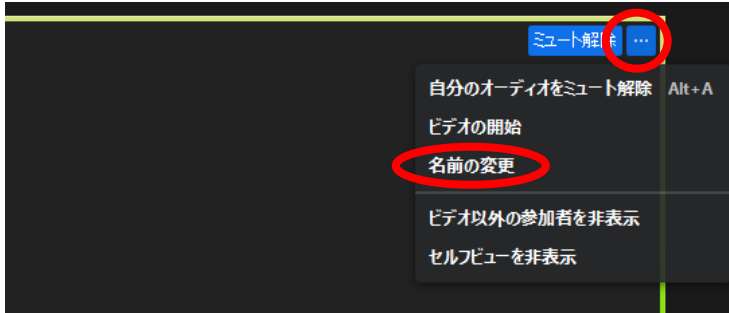 ミュート解除 ...
自分のオーディオをミュート解除 Alt+A
ビデオの開始
名前の変更
ビデオ以外の参加者を非表示
セルフビューを非表示